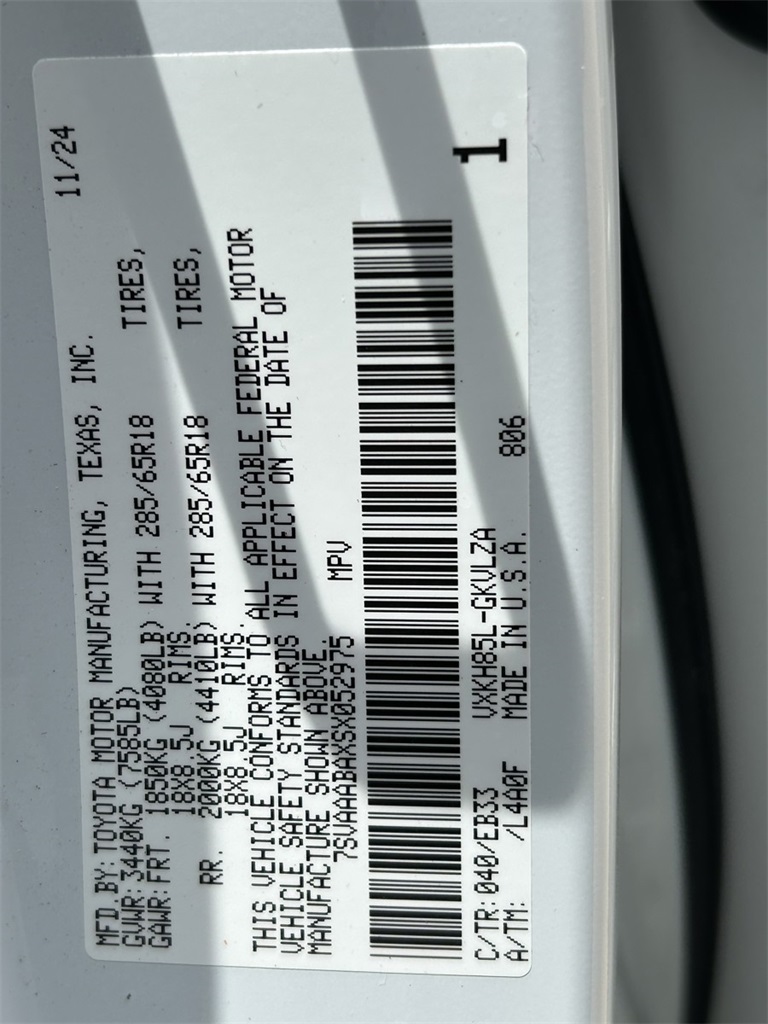 MFD.BY: TOYOTA MOTOR MANUFACTURING, TEXAS, INC. 11/24
GVWR: 3440KG (7585LB)
GAWR: FRT. 1850KG (4080LB) WITH 285/65R18 TIRES,
18X8.5J RIMS.
RR. 2000KG (4410LB) WITH 285/65R18 TIRES,
18X8.5J RIMS.
THIS VEHICLE CONFORMS TO ALL APPLICABLE FEDERAL MOTOR
VEHICLE SAFETY STANDARDS IN EFFECT ON THE DATE OF
MANUFACTURE SHOWN ABOVE.
7SVAAABAXSX052975 MPV
1
C/TR: 040/EB33 VXKH85L-GKVLZA
A/TM: /L4A0F MADE IN U.S.A. 806